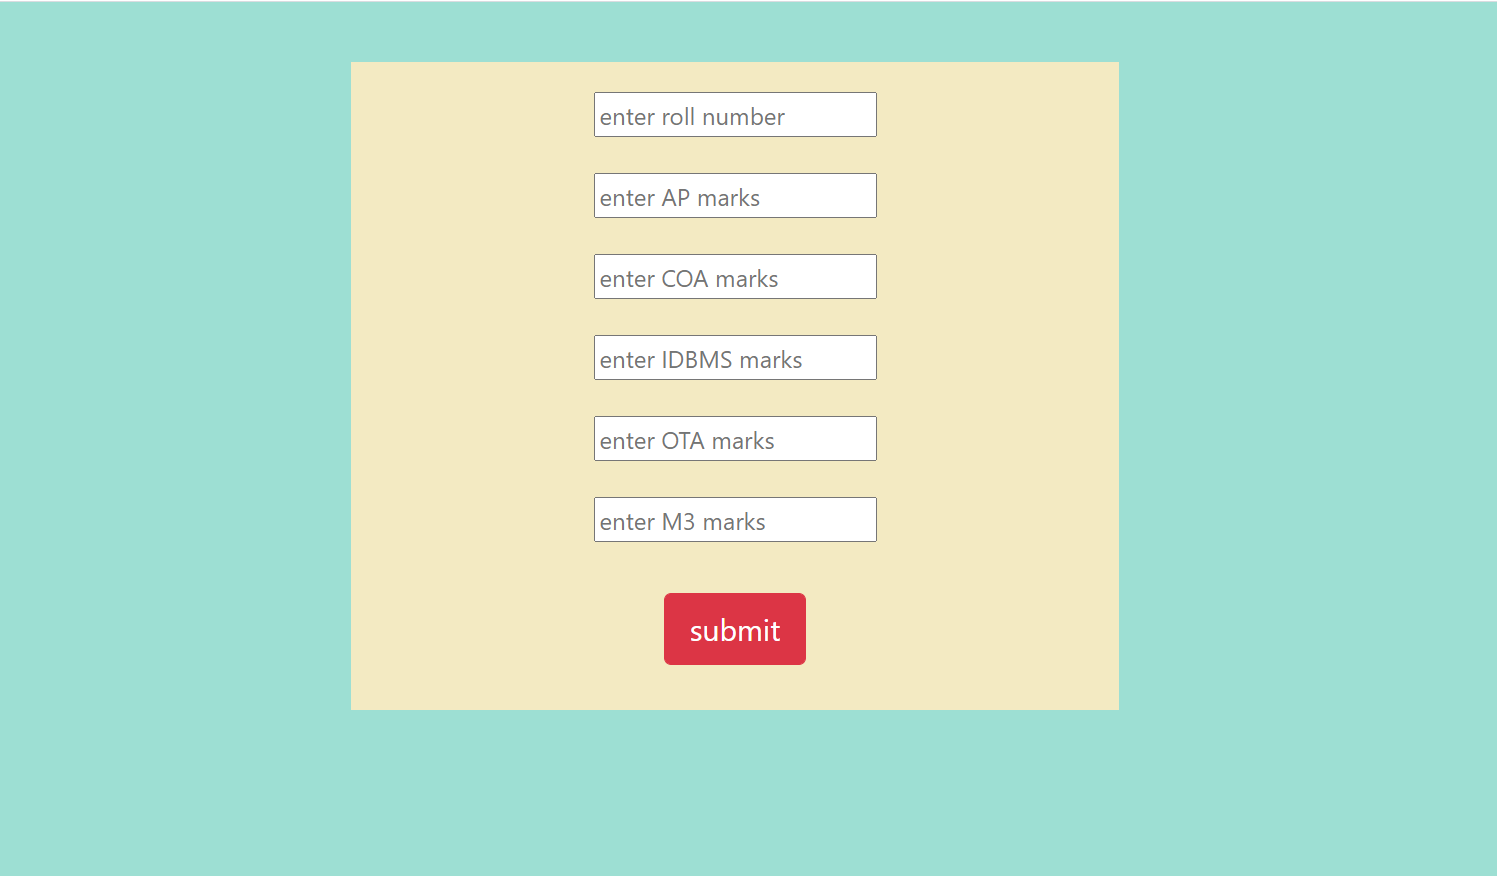 enter roll number
enter AP marks
enter COA marks
enter IDBMS marks
enter OTA marks
enter M3 marks
submit